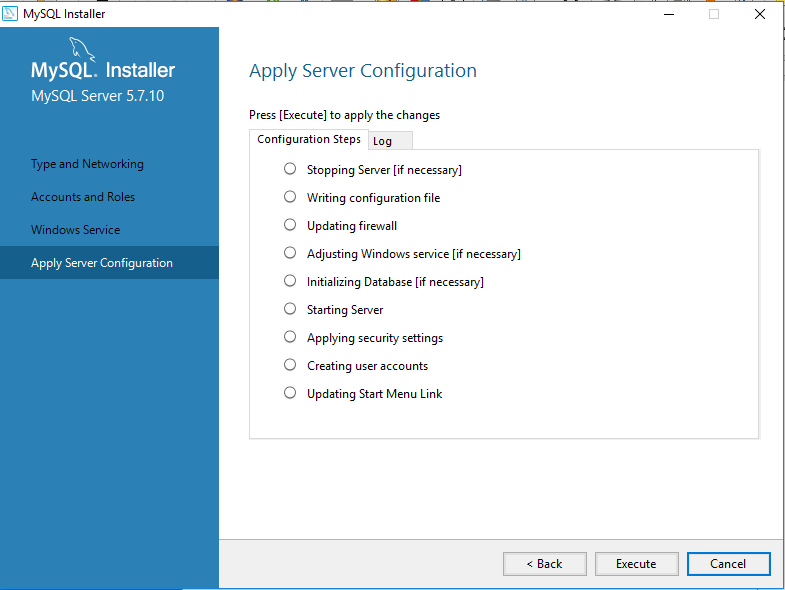 MySQL Installer
MySQL. Installer
MySQL Server 5.7.10
Type and Networking
Accounts and Roles
Windows Service
Apply Server Configuration
Apply Server Configuration
Press [Execute] to apply the changes
Configuration Steps
Log
Stopping Server [if necessary]
Writing configuration file
Updating firewall
Adjusting Windows service [if necessary]
Initializing Database [if necessary]
Starting Server
Applying security settings
Creating user accounts
Updating Start Menu Link
< Back
Execute
Cancel